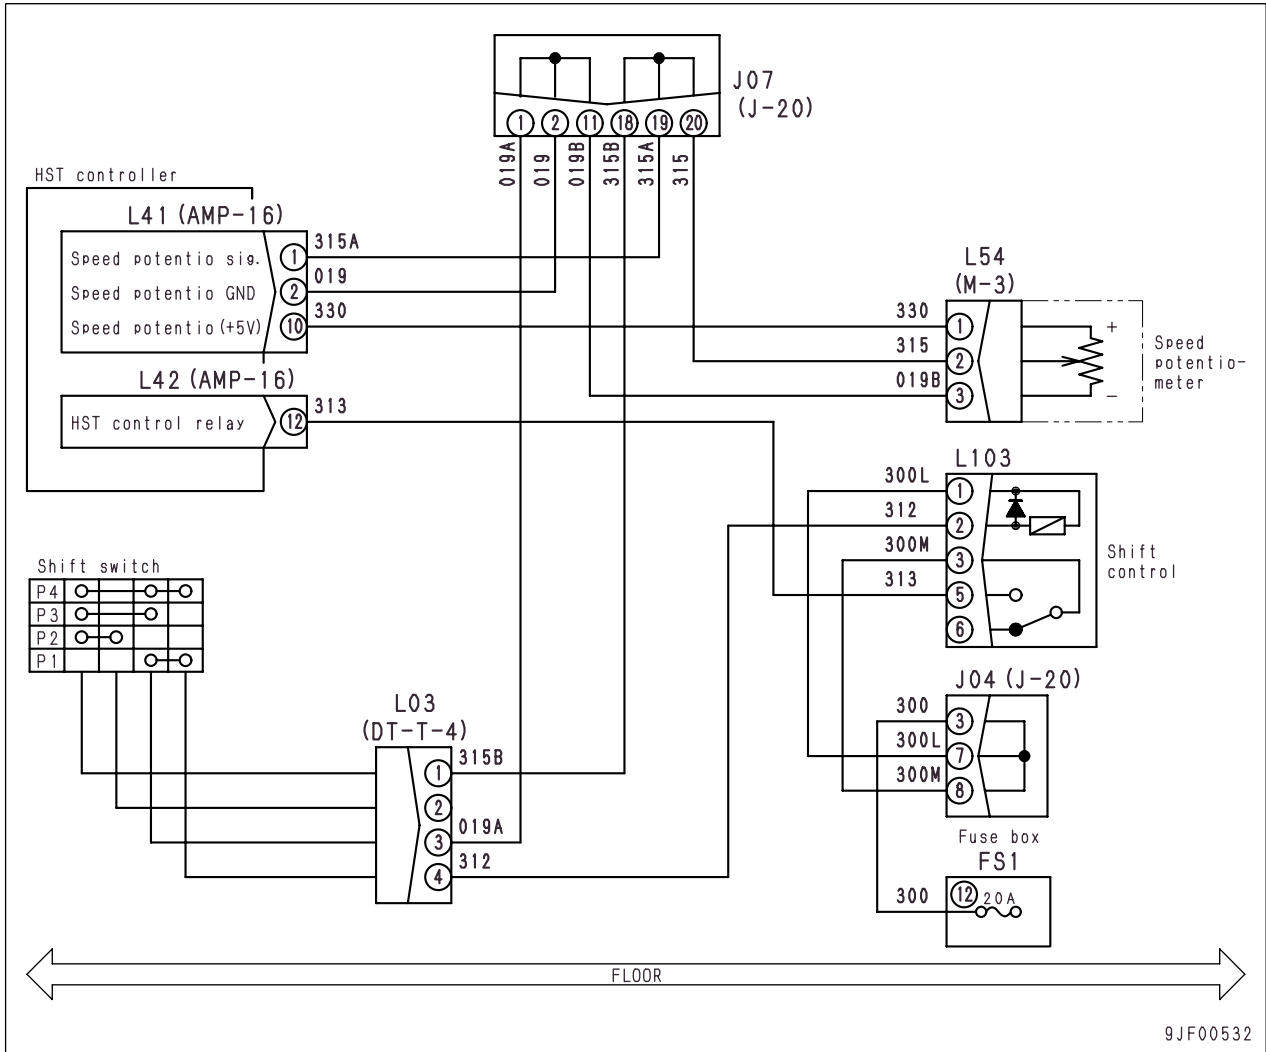 J07
(J-20)
1 2 11 18 19 20
019A 019 019B 315B 315A 315
HST controller
L41 (AMP-16)
Speed potentio sig. 1 315A
Speed potentio GND 2 019
Speed potentio (+5V) 10 330
L42 (AMP-16)
HST control relay 12 313
L54
(M-3)
330 1 +
315 2
019B 3 -
Speed
potentio-
meter
L103
300L 1
312 2
300M 3
313 5
6
Shift
control
Shift switch
P4
P3
P2
P1
L03
(DT-T-4)
1 315B
2
3 019A
4 312
J04 (J-20)
300 3
300L 7
300M 8
Fuse box
FS1
300 12 20A
FLOOR
9JF00532